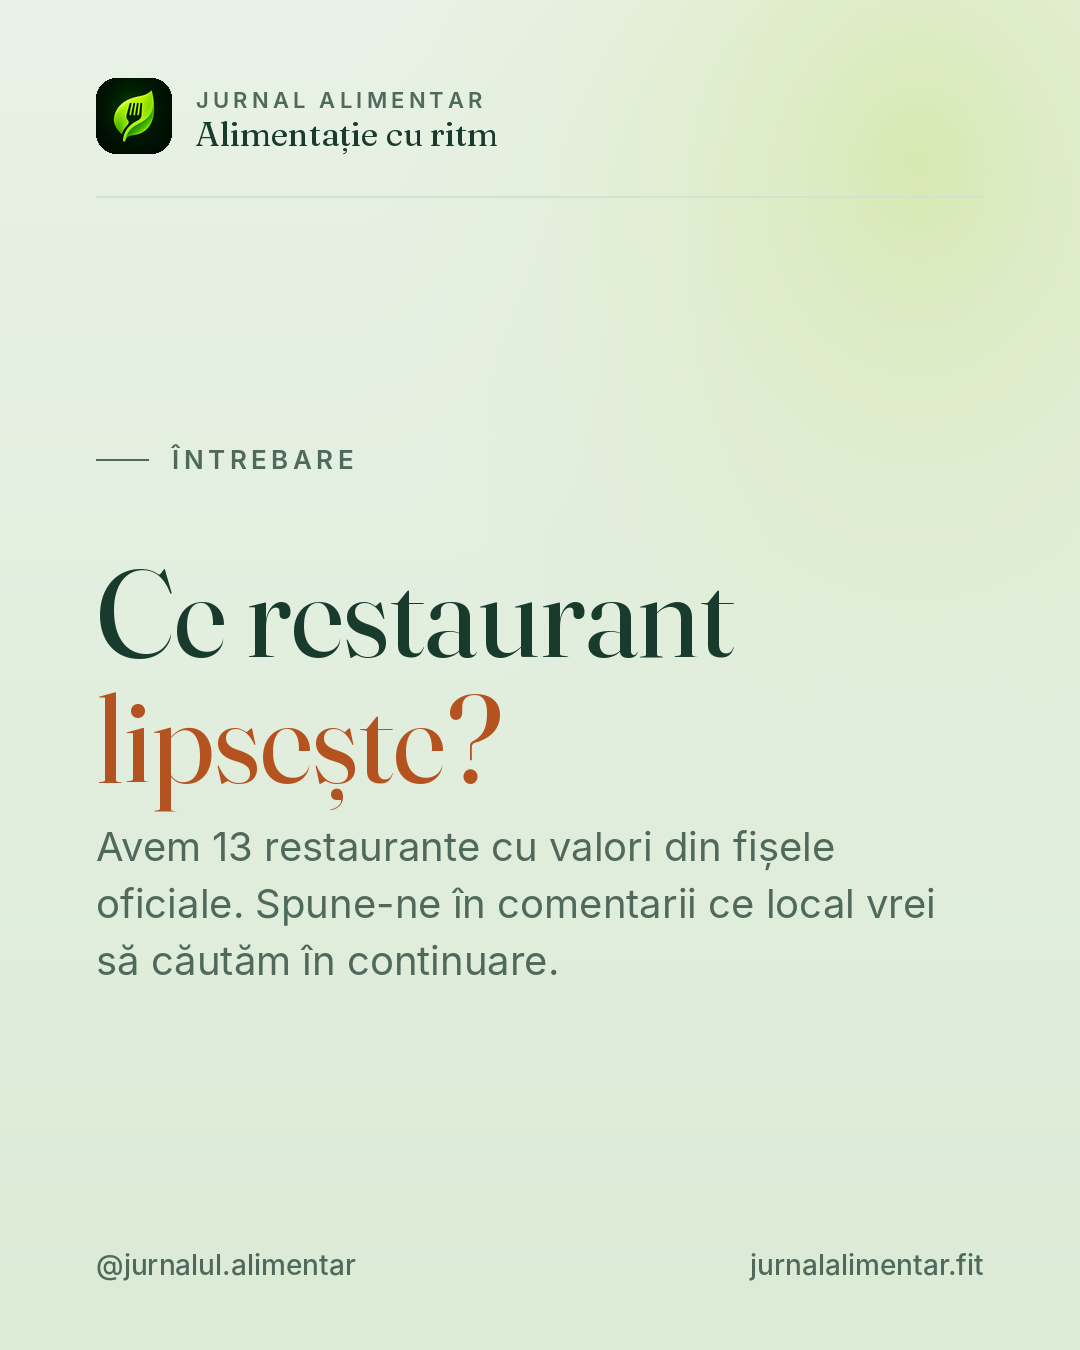 JURNAL ALIMENTAR
Alimentație cu ritm
ÎNTREBARE
Ce restaurant
lipsește?
Avem 13 restaurante cu valori din fișele
oficiale. Spune-ne în comentarii ce local vrei
să căutăm în continuare.
@jurnalul.alimentar
jurnalalimentar.fit